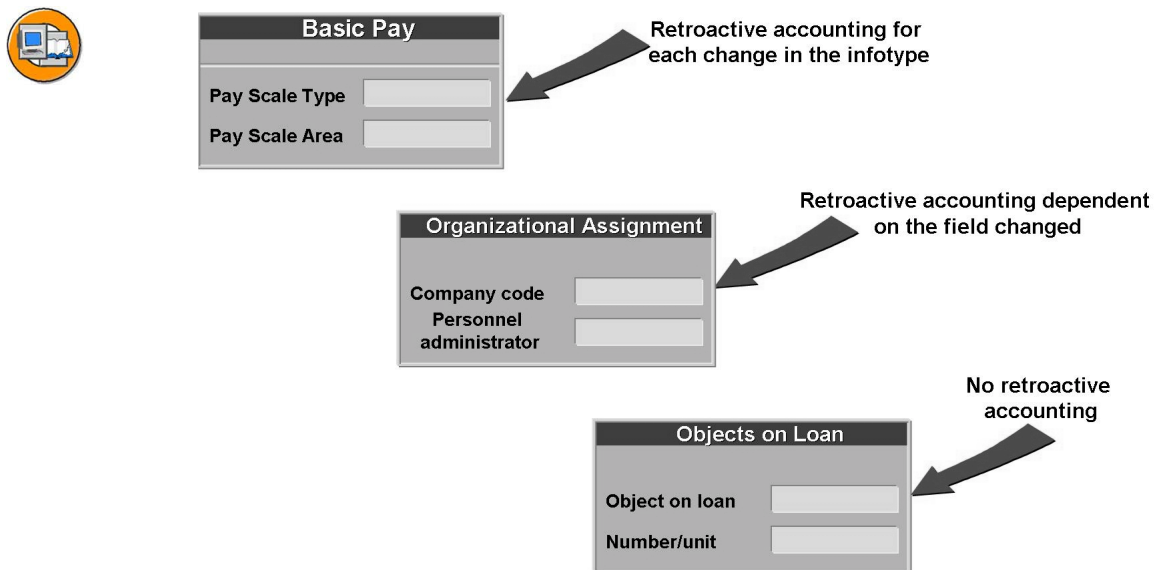 Basic Pay
Retroactive accounting for
each change in the infotype
Pay Scale Type
Pay Scale Area
Retroactive accounting dependent
on the field changed
Organizational Assignment
Company code
Personnel
administrator
No retroactive
accounting
Objects on Loan
Object on loan
Number/unit